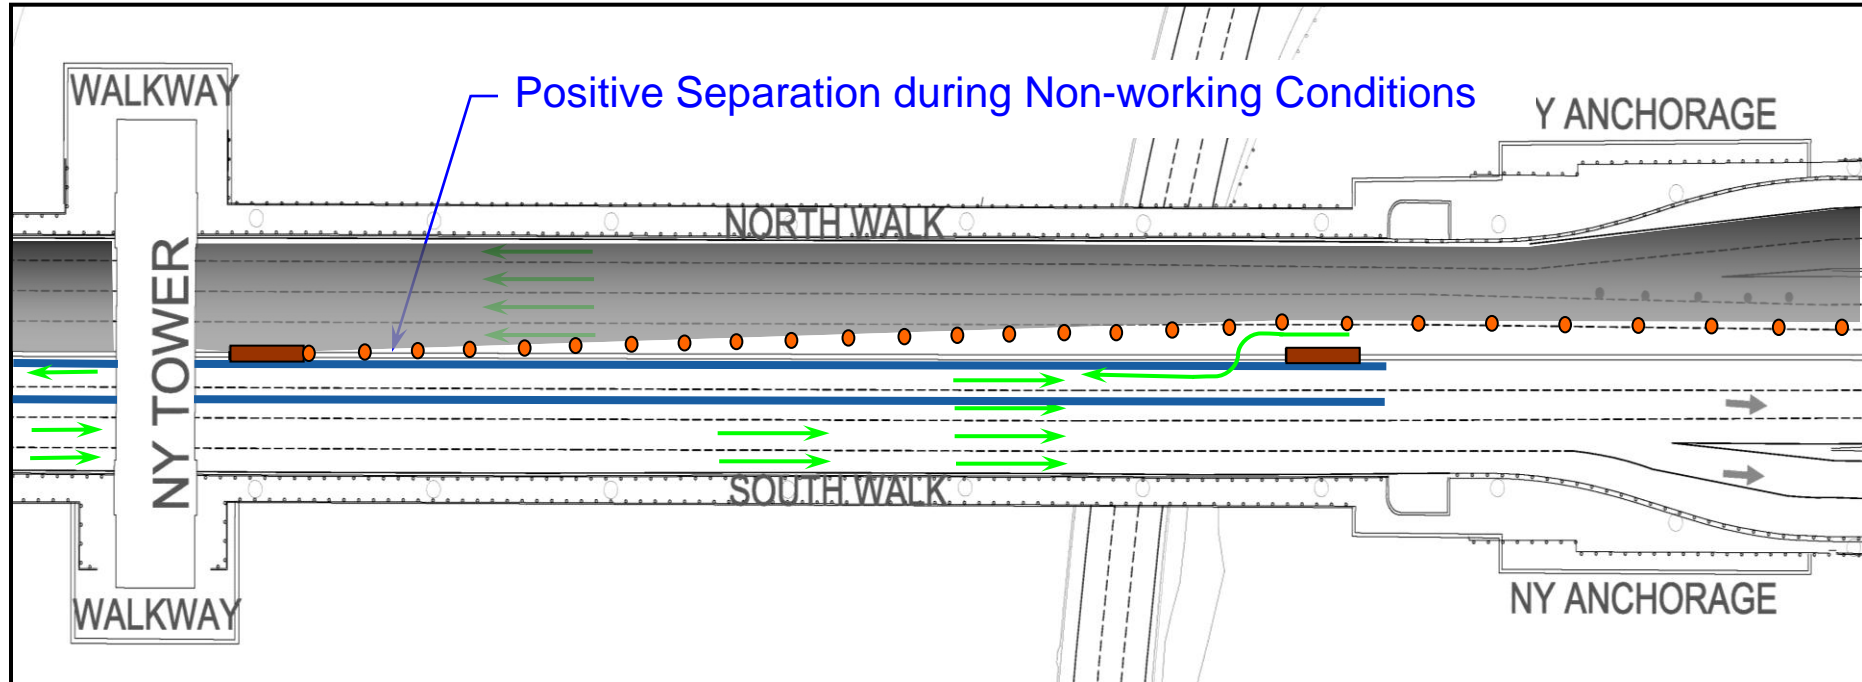 WALKWAY
Positive Separation during Non-working Conditions
Y ANCHORAGE
NORTH WALK
NY TOWER
SOUTH WALK
WALKWAY
NY ANCHORAGE